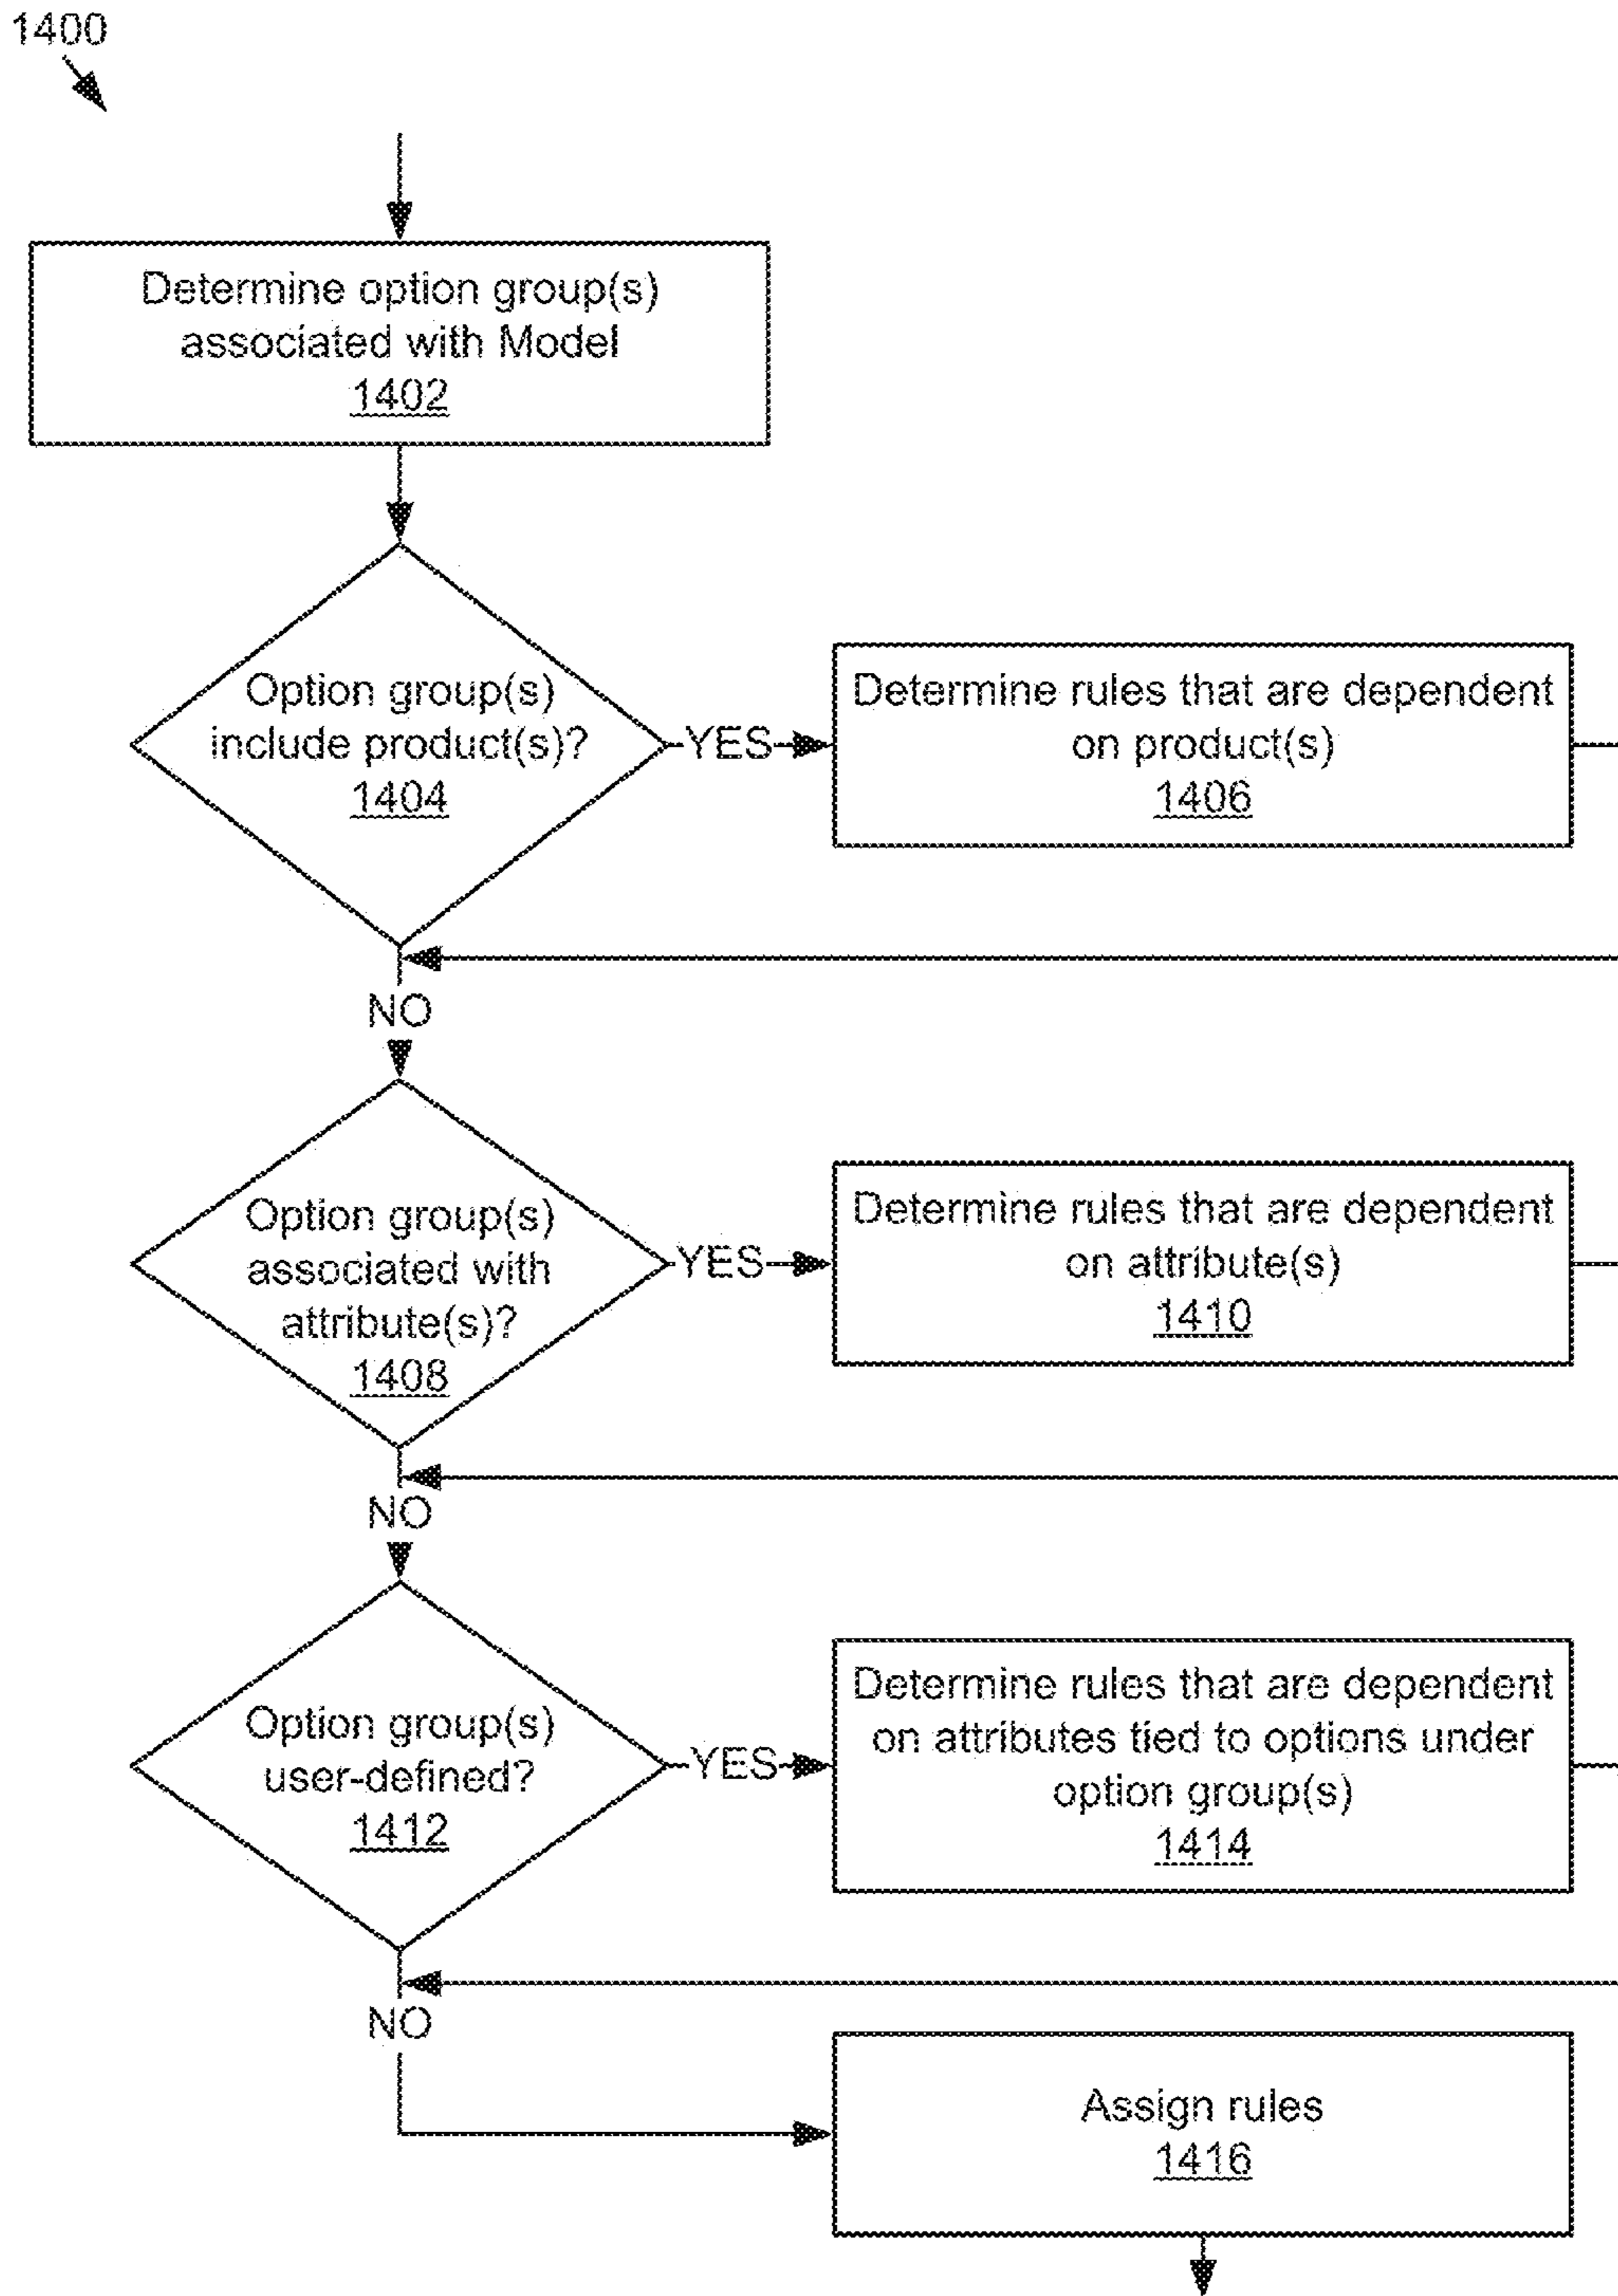 1400
Determine option group(s)
associated with Model
1402
Option group(s)
include product(s)?
1404
YES
Determine rules that are dependent
on product(s)
1406
NO
Option group(s)
associated with
attribute(s)?
1408
YES
Determine rules that are dependent
on attribute(s)
1410
NO
Option group(s)
user-defined?
1412
YES
Determine rules that are dependent
on attributes tied to options under
option group(s)
1414
NO
Assign rules
1416